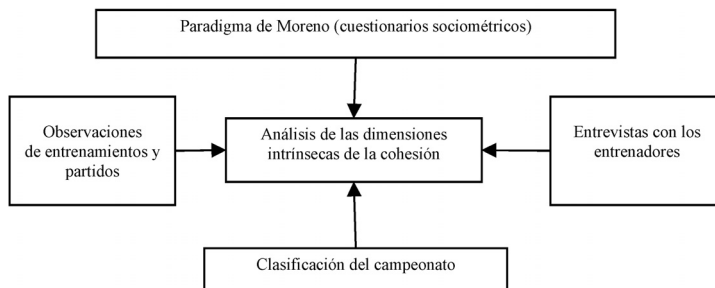 Paradigma de Moreno (cuestionarios sociométricos)
Observaciones
de entrenamientos y
partidos
Análisis de las dimensiones
intrínsecas de la cohesión
Entrevistas con los
entrenadores
Clasificación del campeonato